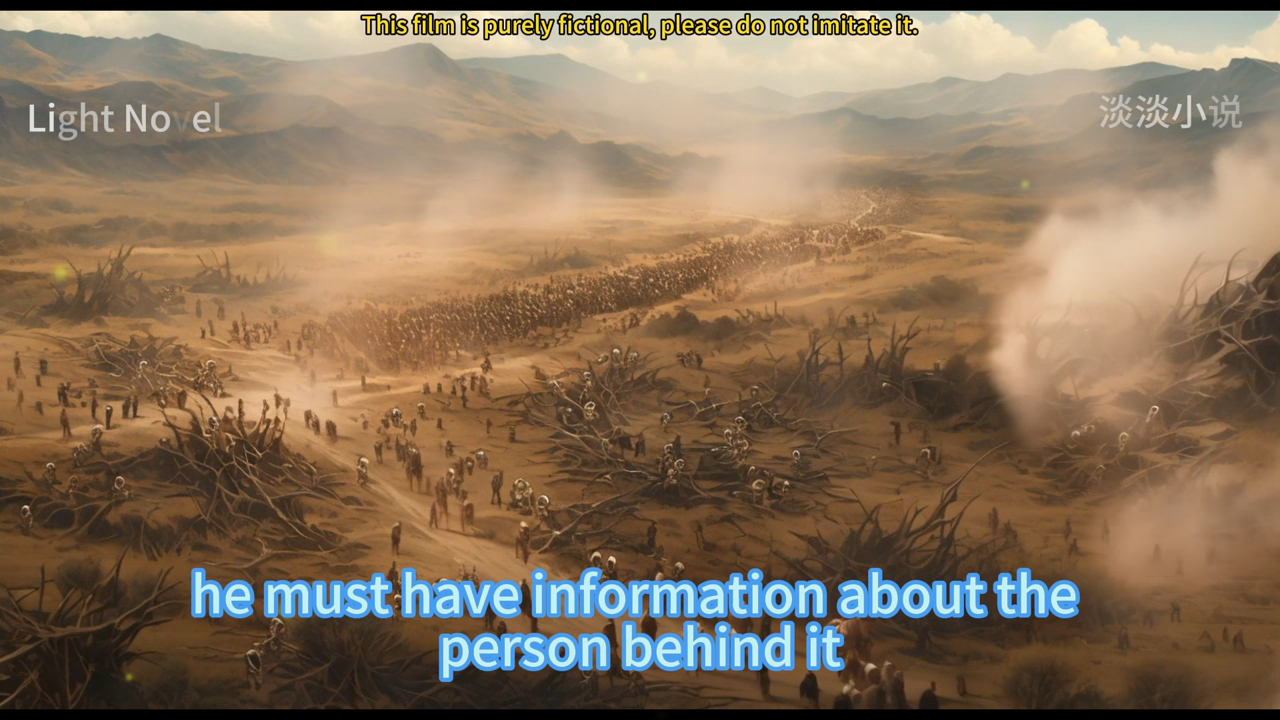 This film is purely fictional, please do not imitate it.
Light Novel
淡淡小说
he must have information about the
person behind it